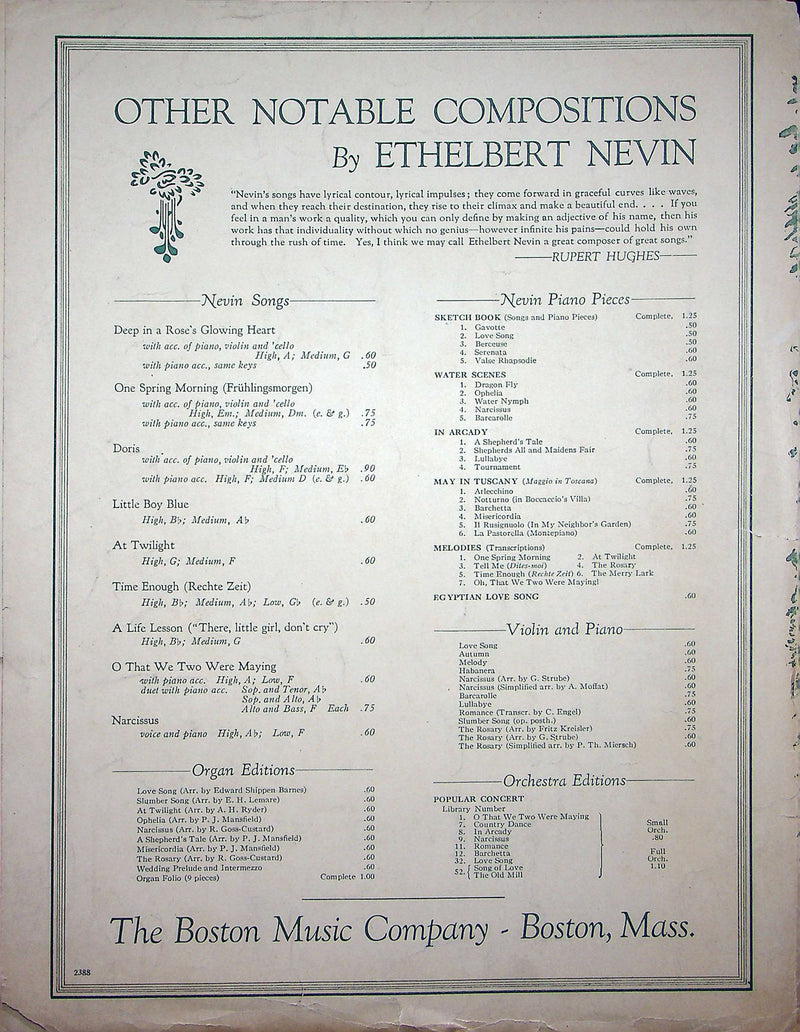 OTHER NOTABLE COMPOSITIONS
By ETHELBERT NEVIN
"Nevin's songs have lyrical contour, lyrical impulses; they come forward in graceful curves like waves,
and when they reach their destination, they rise to their climax and make a beautiful end. . . . If you
feel in a man's work a quality, which you can only define by making an adjective of his name, then his
work has that individuality without which no genius—however infinite his pains—could hold his own
through the rush of time. Yes, I think we may call Ethelbert Nevin a great composer of great songs."
RUPERT HUGHES
Nevin Songs
Deep in a Rose's Glowing Heart
with acc. of piano, violin and 'cello
High, A; Medium, G .60
with piano acc., same keys .50
One Spring Morning (Frühlingsmorgen)
with acc. of piano, violin and 'cello
High, Em.; Medium, Dm. (e. & g.) .75
with piano acc., same keys .75
Doris
with acc. of piano, violin and 'cello
High, F; Medium, E♭ .90
with piano acc. High, F; Medium D (e. & g.) .60
Little Boy Blue
High, B♭; Medium, A♭ .60
At Twilight
High, G; Medium, F .60
Time Enough (Rechte Zeit)
High, B♭; Medium, A♭; Low, G♭ (e. & g.) .50
A Life Lesson ("There, little girl, don't cry")
High, B♭; Medium, G .60
O That We Two Were Maying
with piano acc. High, A; Low, F .60
duet with piano acc. Sop. and Tenor, A♭
Sop. and Alto, A♭
Alto and Bass, F Each .75
Narcissus
voice and piano High, A♭; Low, F .60
Organ Editions
Love Song (Arr. by Edward Shippen Barnes) .60
Slumber Song (Arr. by E. H. Lemare) .60
At Twilight (Arr. by A. H. Ryder) .60
Ophelia (Arr. by P. J. Mansfield) .60
Narcissus (Arr. by R. Goss-Custard) .60
A Shepherd's Tale (Arr. by P. J. Mansfield) .60
Misericordia (Arr. by P. J. Mansfield) .60
The Rosary (Arr. by R. Goss-Custard) .60
Wedding Prelude and Intermezzo .60
Organ Folio (9 pieces) Complete 1.00
Nevin Piano Pieces
SKETCH BOOK (Songs and Piano Pieces) Complete, 1.25
1. Gavotte .50
2. Love Song .50
3. Berceuse .50
4. Serenata .60
5. Valse Rhapsodie .60
WATER SCENES Complete, 1.25
1. Dragon Fly .60
2. Ophelia .60
3. Water Nymph .60
4. Narcissus .60
5. Barcarolle .75
IN ARCADY Complete, 1.25
1. A Shepherd's Tale .60
2. Shepherds All and Maidens Fair .75
3. Lullabye .60
4. Tournament .75
MAY IN TUSCANY (Maggio in Toscana) Complete, 1.25
1. Arlecchino .60
2. Notturno (in Boccaccio's Villa) .75
3. Barchetta .60
4. Misericordia .60
5. Il Rusignuolo (In My Neighbor's Garden) .75
6. La Pastorella (Montepiano) .60
MELODIES (Transcriptions) Complete, 1.25
1. One Spring Morning 2. At Twilight
3. Tell Me (Dites-moi) 4. The Rosary
5. Time Enough (Rechte Zeit) 6. The Merry Lark
7. Oh, That We Two Were Maying!
EGYPTIAN LOVE SONG .60
Violin and Piano
Love Song .60
Autumn .60
Melody .60
Habanera .75
Narcissus (Arr. by G. Strube) .60
Narcissus (Simplified arr. by A. Moffat) .60
Barcarolle .75
Lullabye .60
Romance (Transcr. by C. Engel) .75
Slumber Song (op. posth.) .60
The Rosary (Arr. by Fritz Kreisler) .75
The Rosary (Arr. by G. Strube) .60
The Rosary (Simplified arr. by P. Th. Miersch) .60
Orchestra Editions
POPULAR CONCERT
Library Number
1. O That We Two Were Maying
7. Country Dance
8. In Arcady
9. Narcissus
11. Romance
12. Barchetta
32. Love Song
52. { Song of Love
The Old Mill
Small
Orch.
.80
Full
Orch.
1.10
The Boston Music Company - Boston, Mass.
2388